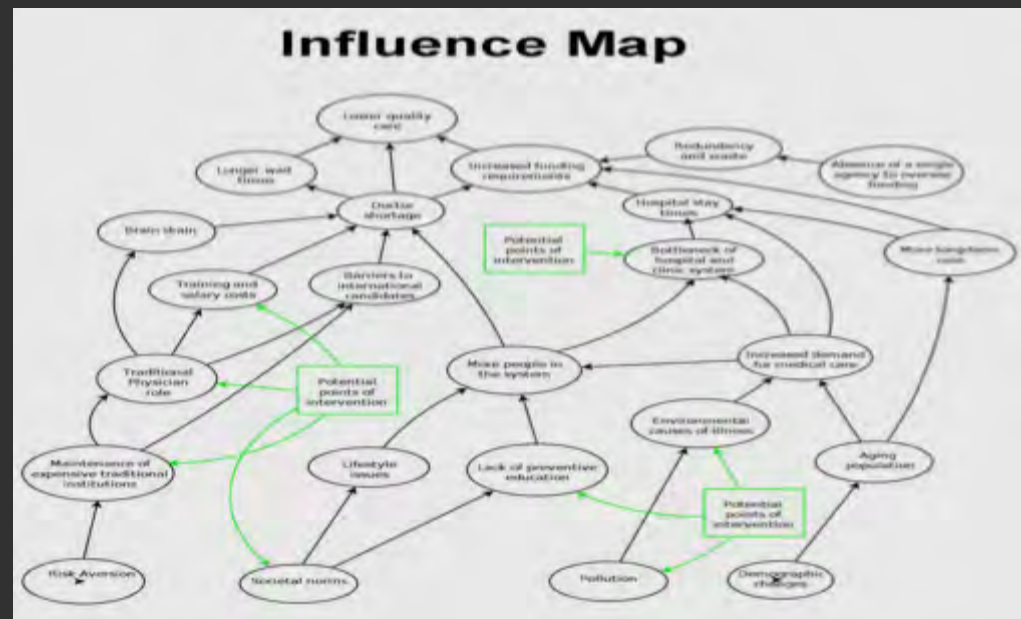 Influence Map
Lower quality
care
Longer wait
times
Increased funding
requirements
Redundancy
and waste
Absence of a single
agency to oversee
funding
Doctor
shortage
Hospital stay
times
Brain drain
Potential
points of
intervention
Bottleneck of
hospital and
clinic system
More
case
Training and
salary costs
Barriers to
international
candidates
Traditional
Physician
role
Potential
points of
intervention
More people in
the system
Increased demand
for medical care
Environmental
causes of illness
Maintenance of
expensive traditional
institutions
Lifestyle
issues
Lack of preventive
education
Aging
population
Potential
points of
intervention
Risk Aversion
Societal norms
Pollution
Demographic
changes